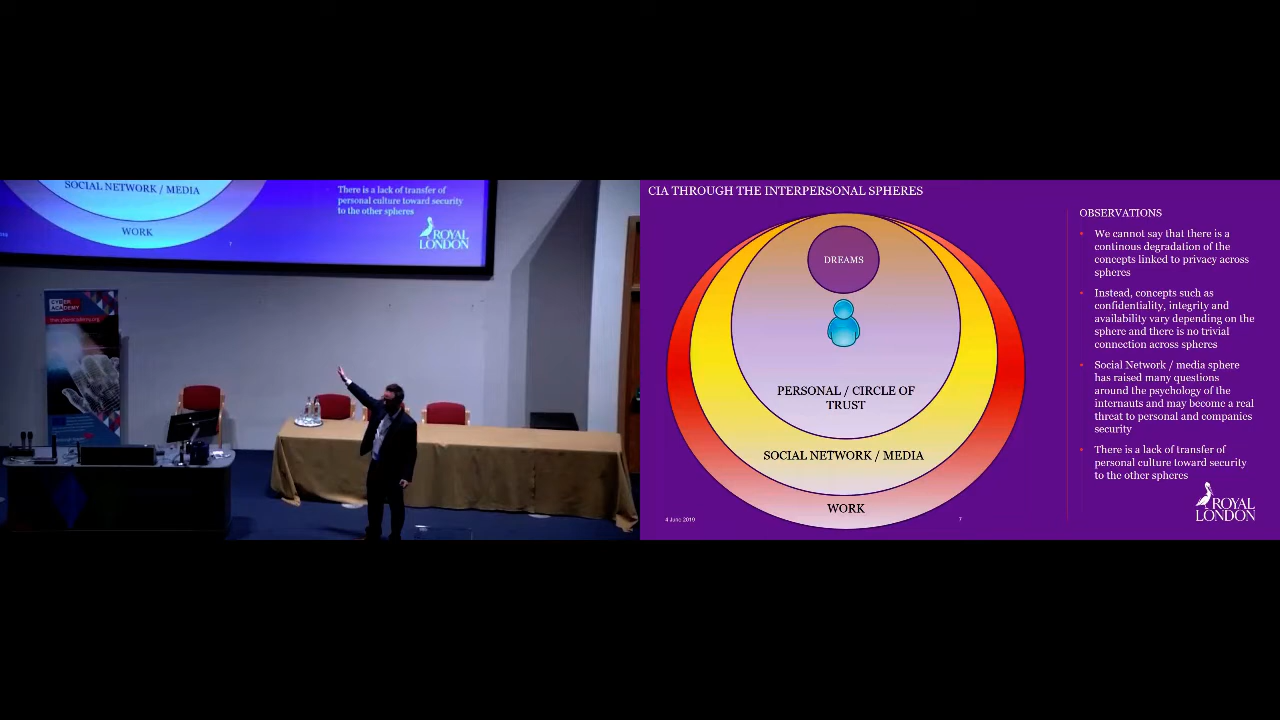 SOCIAL NETWORK / MEDIA
WORK
There is a lack of transfer of
personal culture toward security
to the other spheres
7
ROYAL
LONDON
CYBER
ACADEMY
CIA THROUGH THE INTERPERSONAL SPHERES
DREAMS
PERSONAL / CIRCLE OF
TRUST
SOCIAL NETWORK / MEDIA
WORK
4 June 2019
7
OBSERVATIONS
• We cannot say that there is a
continous degradation of the
concepts linked to privacy across
spheres
• Instead, concepts such as
confidentiality, integrity and
availability vary depending on the
sphere and there is no trivial
connection across spheres
• Social Network / media sphere
has raised many questions
around the psychology of the
internauts and may become a real
threat to personal and companies
security
• There is a lack of transfer of
personal culture toward security
to the other spheres
ROYAL
LONDON